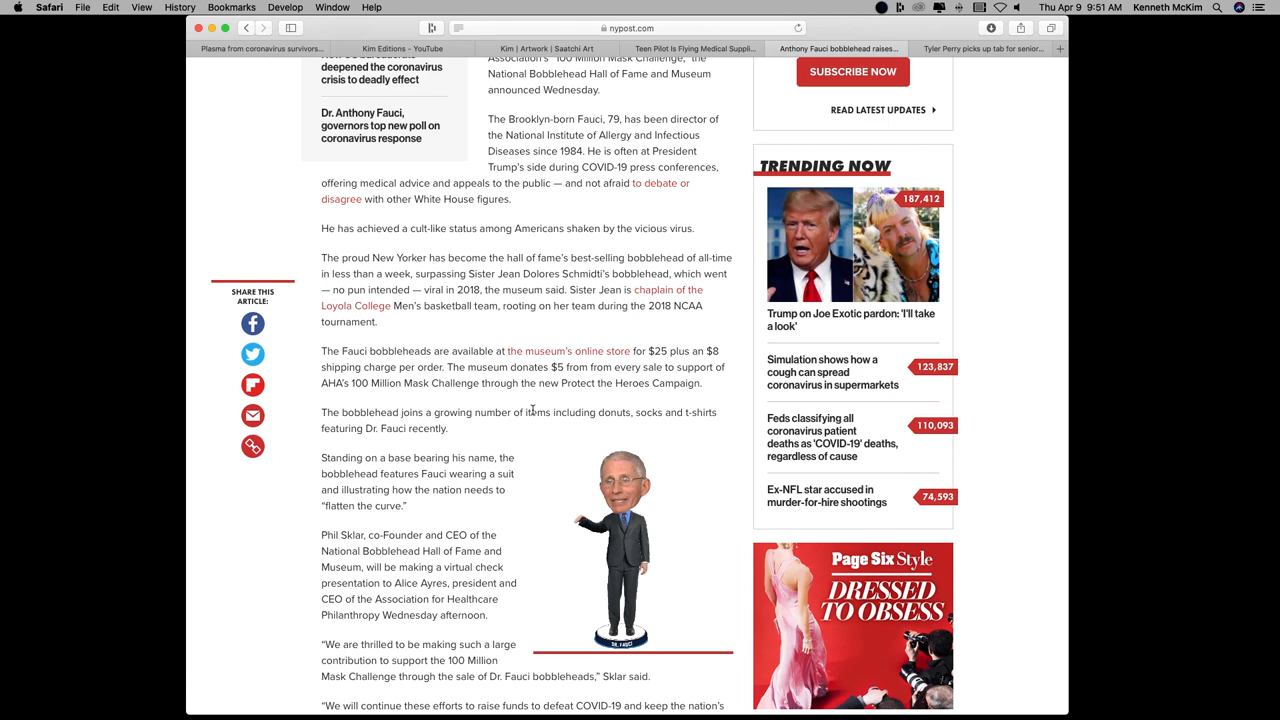 Safari File Edit View History Bookmarks Develop Window Help
Thu Apr 9 9:51 AM Kenneth McKim
nypost.com
Plasma from coronavirus survivors...
Kim Editions - YouTube
Kim | Artwork | Saatchi Art
Teen Pilot Is Flying Medical Suppli...
Anthony Fauci bobblehead raises...
Tyler Perry picks up tab for senior...
deepened the coronavirus
crisis to deadly effect
Dr. Anthony Fauci,
governors top new poll on
coronavirus response
Association's "100 Million Mask Challenge," the
National Bobblehead Hall of Fame and Museum
announced Wednesday.
The Brooklyn-born Fauci, 79, has been director of
the National Institute of Allergy and Infectious
Diseases since 1984. He is often at President
Trump's side during COVID-19 press conferences,
offering medical advice and appeals to the public — and not afraid to debate or
disagree with other White House figures.
He has achieved a cult-like status among Americans shaken by the vicious virus.
The proud New Yorker has become the hall of fame's best-selling bobblehead of all-time
in less than a week, surpassing Sister Jean Dolores Schmidti's bobblehead, which went
— no pun intended — viral in 2018, the museum said. Sister Jean is chaplain of the
Loyola College Men's basketball team, rooting on her team during the 2018 NCAA
tournament.
The Fauci bobbleheads are available at the museum's online store for $25 plus an $8
shipping charge per order. The museum donates $5 from from every sale to support of
AHA's 100 Million Mask Challenge through the new Protect the Heroes Campaign.
The bobblehead joins a growing number of items including donuts, socks and t-shirts
featuring Dr. Fauci recently.
Standing on a base bearing his name, the
bobblehead features Fauci wearing a suit
and illustrating how the nation needs to
"flatten the curve."
Phil Sklar, co-Founder and CEO of the
National Bobblehead Hall of Fame and
Museum, will be making a virtual check
presentation to Alice Ayres, president and
CEO of the Association for Healthcare
Philanthropy Wednesday afternoon.
"We are thrilled to be making such a large
contribution to support the 100 Million
Mask Challenge through the sale of Dr. Fauci bobbleheads," Sklar said.
"We will continue these efforts to raise funds to defeat COVID-19 and keep the nation's
DR. FAUCI
SHARE THIS
ARTICLE:
SUBSCRIBE NOW
READ LATEST UPDATES
TRENDING NOW
187,412
Trump on Joe Exotic pardon: 'I'll take
a look'
Simulation shows how a
cough can spread
coronavirus in supermarkets
123,837
Feds classifying all
coronavirus patient
deaths as 'COVID-19' deaths,
regardless of cause
110,093
Ex-NFL star accused in
murder-for-hire shootings
74,593
Page Six Style
DRESSED
TO OBSESS